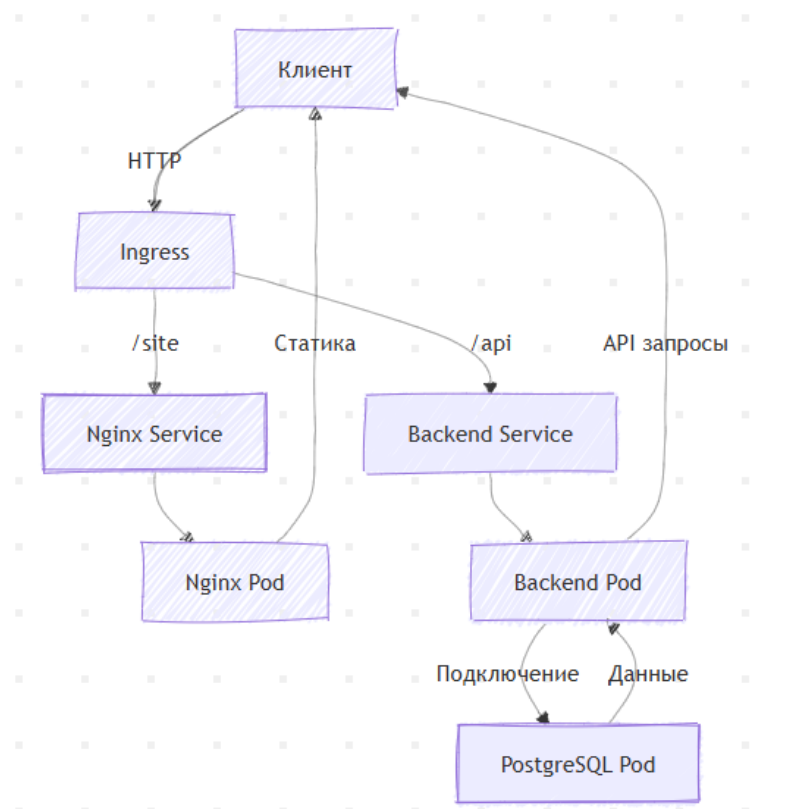 Клиент
HTTP
Ingress
/site
Статика
/api
API запросы
Nginx Service
Backend Service
Nginx Pod
Backend Pod
Подключение
Данные
PostgreSQL Pod